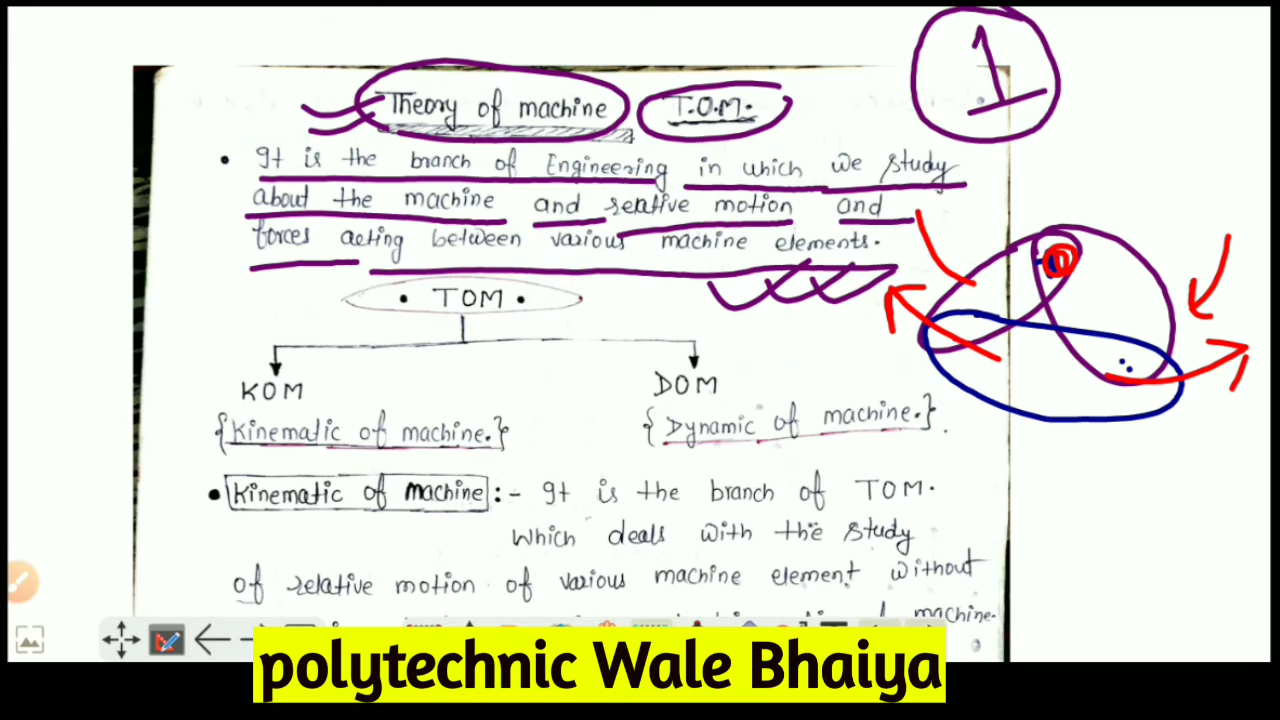 1
Theory of machine T.O.M.
• It is the branch of Engineering in which we study
about the machine and relative motion and
forces acting between various machine elements.
• TOM •
KOM DOM
{Kinematic of machine.} {Dynamic of machine.}.
• Kinematic of machine :- It is the branch of TOM.
Which deals with the study
of relative motion of various machine element without
machine.
polytechnic Wale Bhaiya